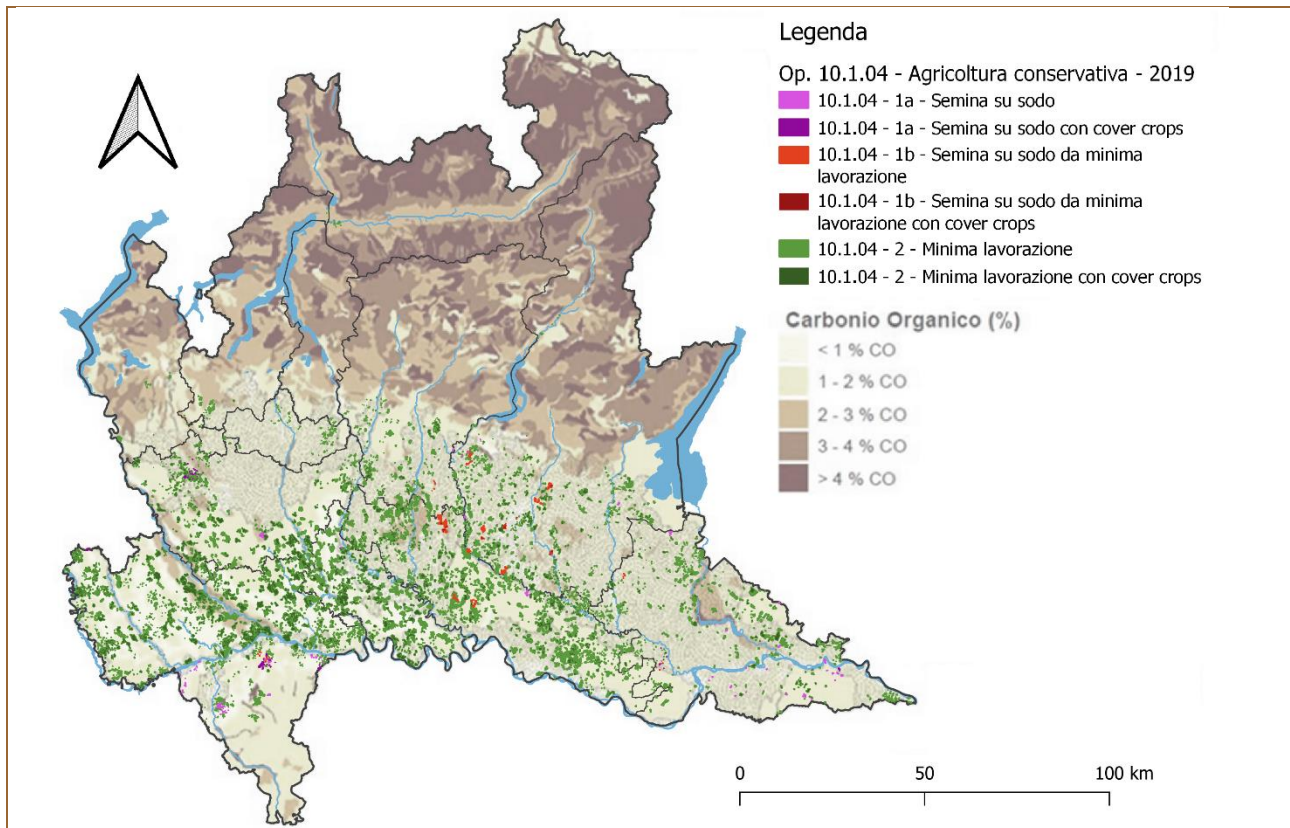 Legenda
Op. 10.1.04 - Agricoltura conservativa - 2019
10.1.04 - 1a - Semina su sodo
10.1.04 - 1a - Semina su sodo con cover crops
10.1.04 - 1b - Semina su sodo da minima
lavorazione
10.1.04 - 1b - Semina su sodo da minima
lavorazione con cover crops
10.1.04 - 2 - Minima lavorazione
10.1.04 - 2 - Minima lavorazione con cover crops
Carbonio Organico (%)
< 1 % CO
1 - 2 % CO
2 - 3 % CO
3 - 4 % CO
> 4 % CO
0 50 100 km